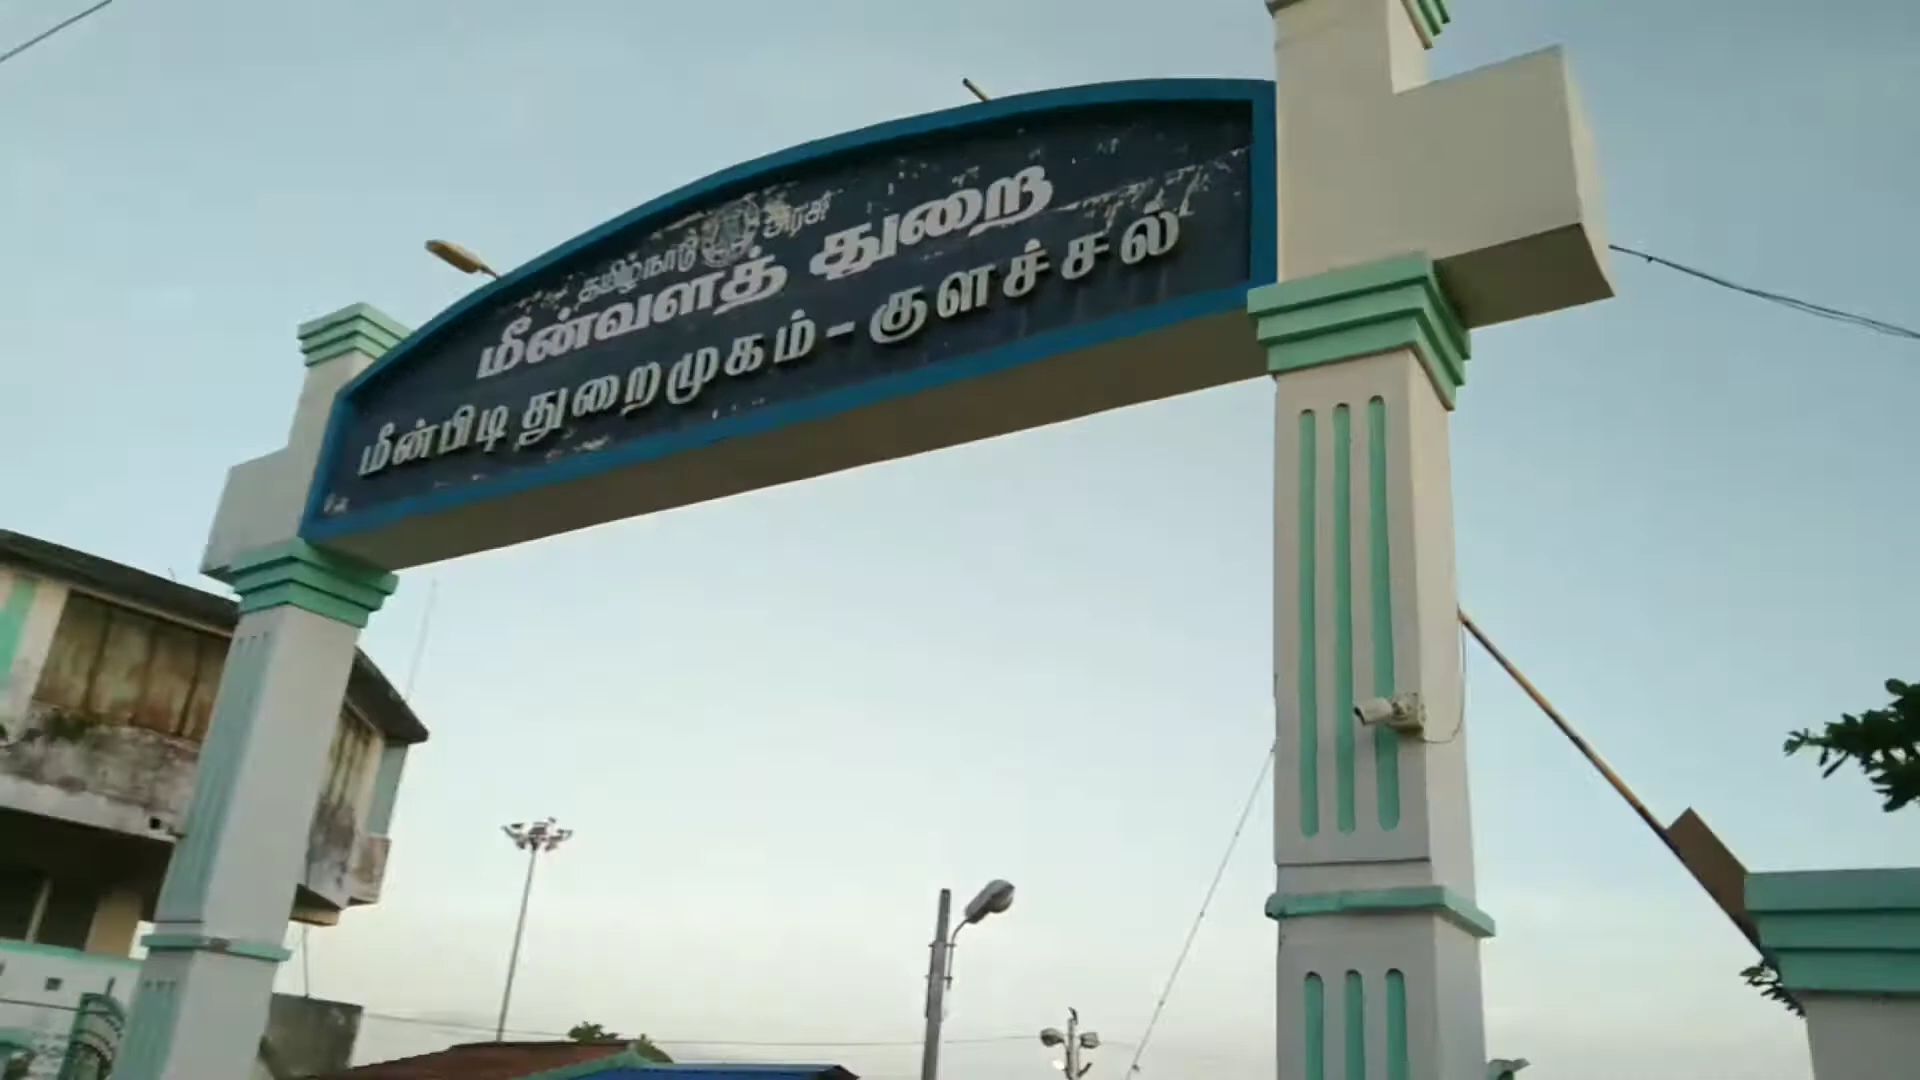 தமிழ்நாடு அரசு
மீன்வளத் துறை
மீன்பிடி துறைமுகம் - குளச்சல்